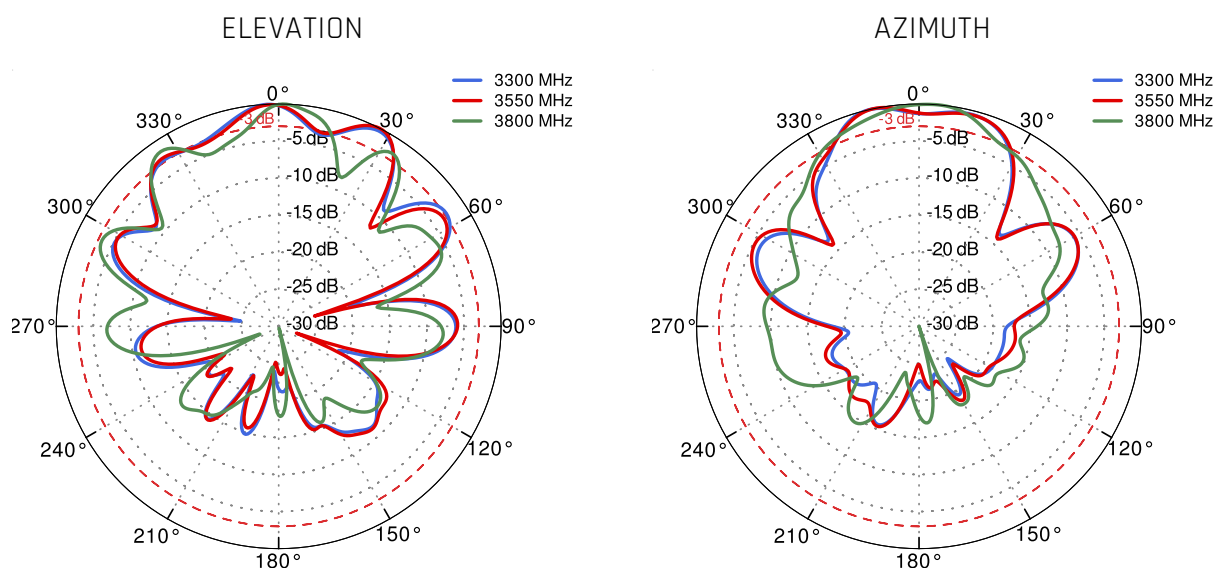 ELEVATION
3300 MHz
3550 MHz
3800 MHz
0°
30°
60°
90°
120°
150°
180°
210°
240°
270°
300°
330°
-3 dB
-5 dB
-10 dB
-15 dB
-20 dB
-25 dB
-30 dB
AZIMUTH
3300 MHz
3550 MHz
3800 MHz
0°
30°
60°
90°
120°
150°
180°
210°
240°
270°
300°
330°
-3 dB
-5 dB
-10 dB
-15 dB
-20 dB
-25 dB
-30 dB